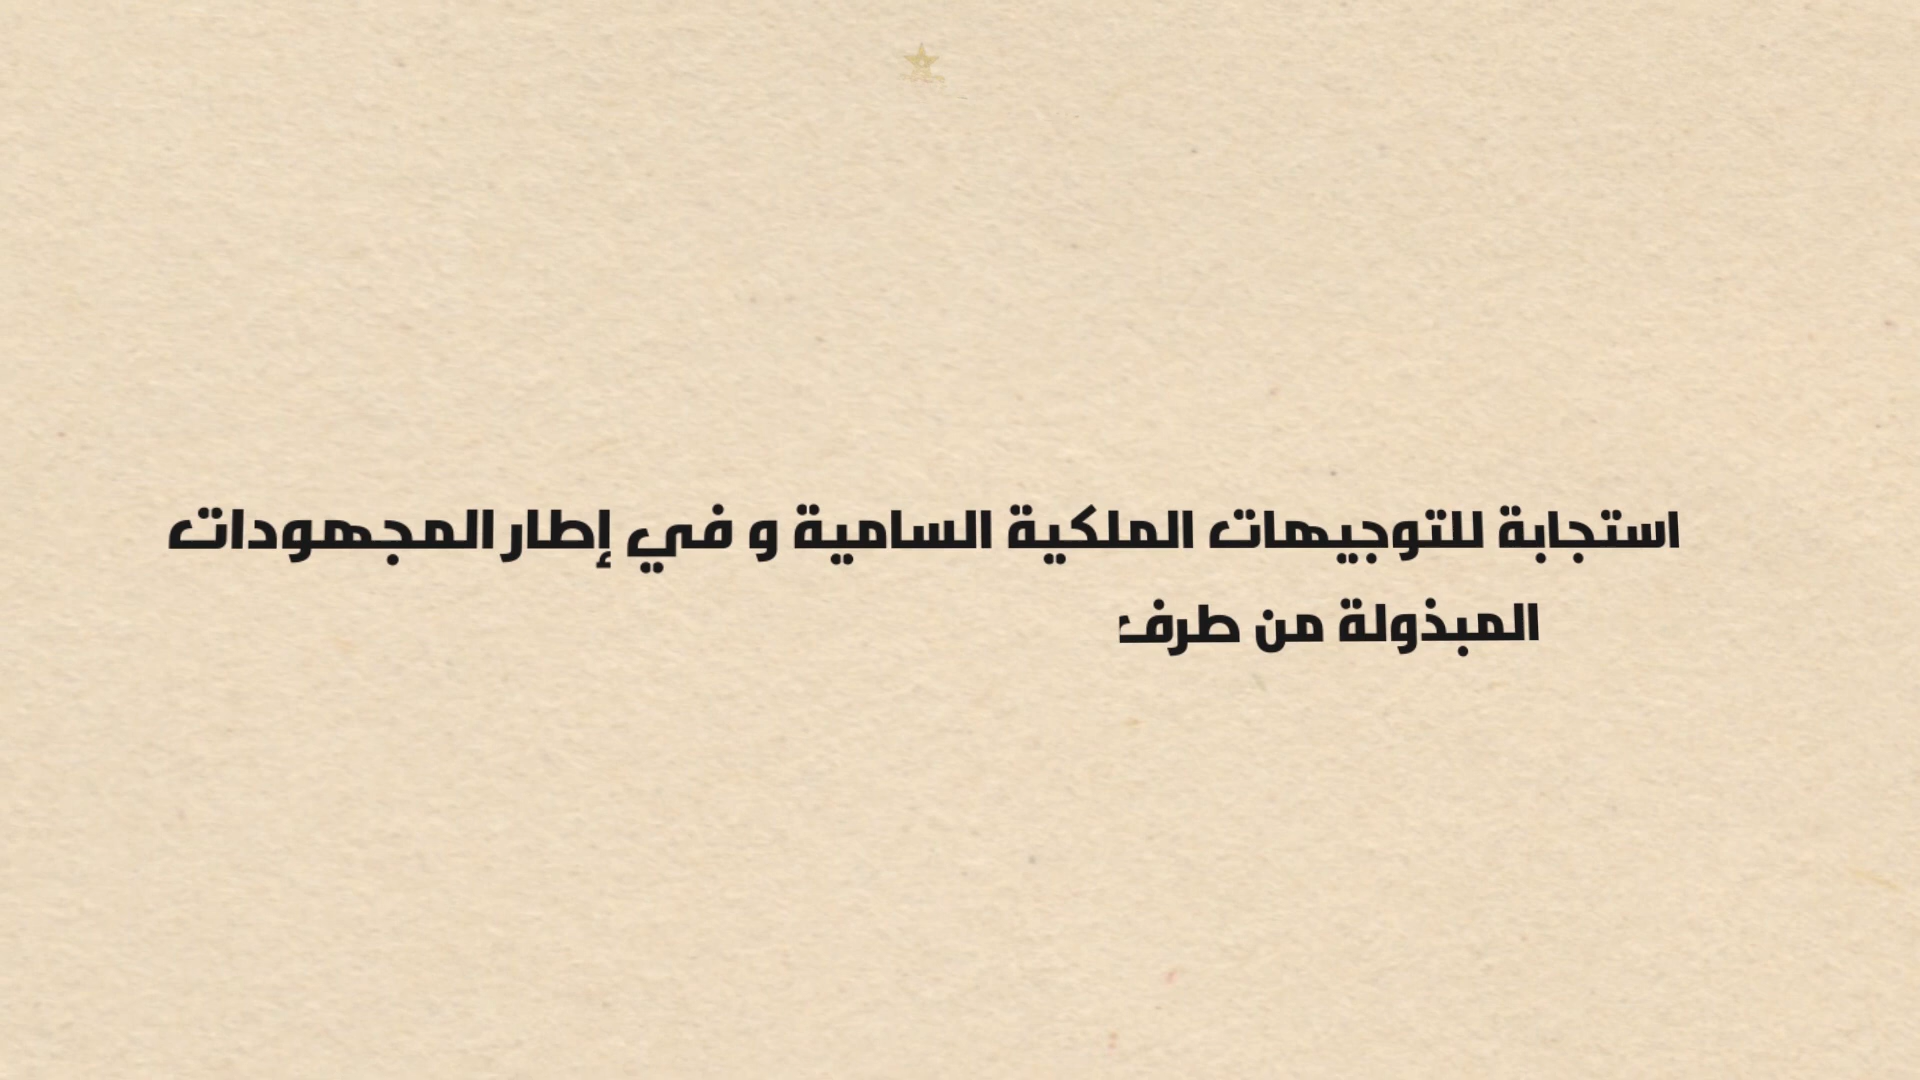 استجابة للتوجيهات الملكية السامية و في إطار المجهودات
المبذولة من طرف